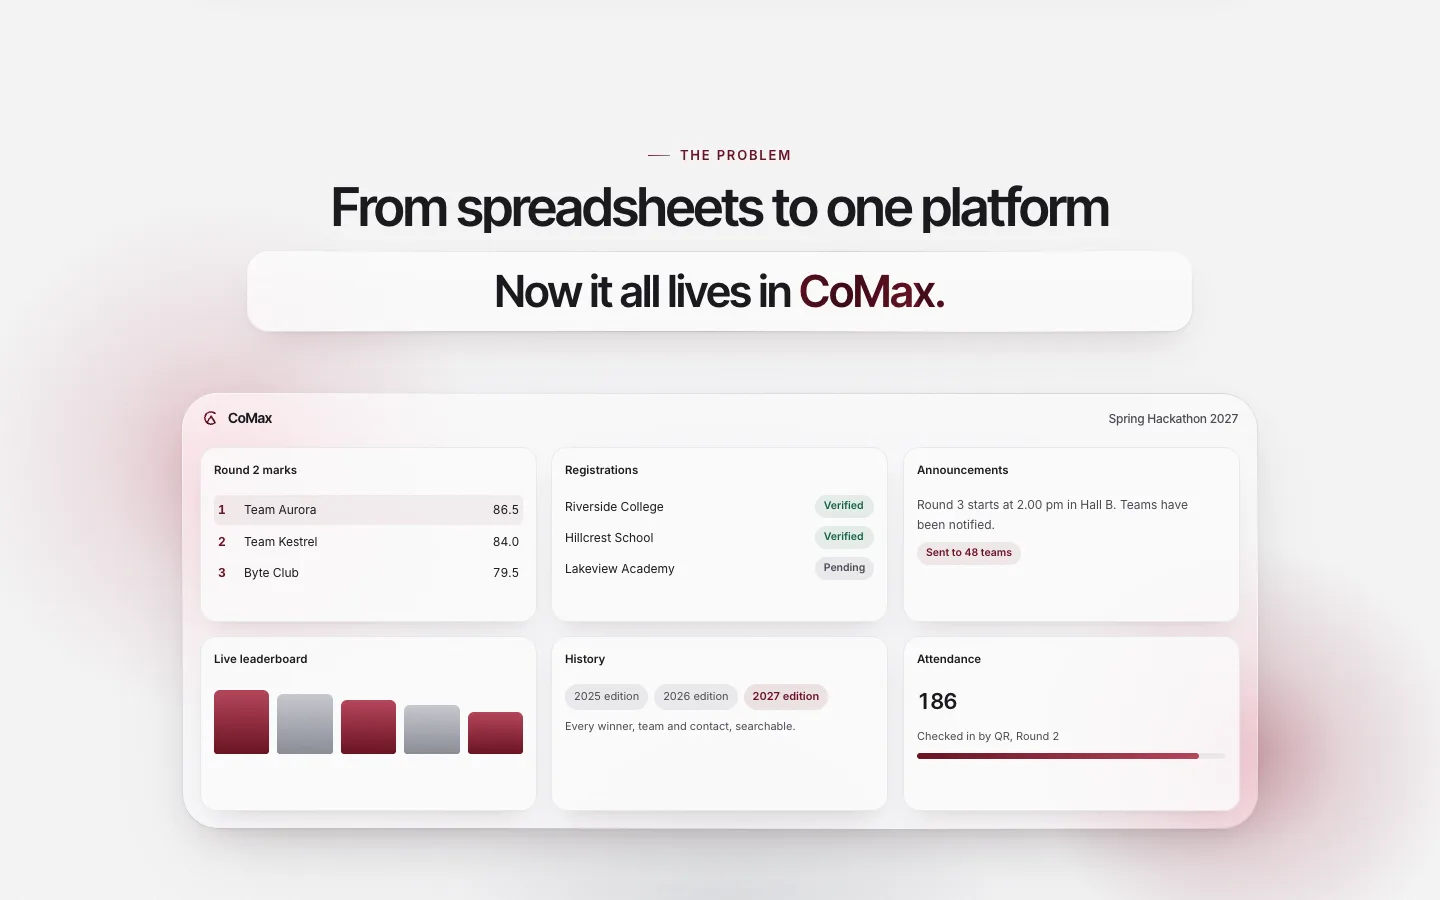 THE PROBLEM
From spreadsheets to one platform
Now it all lives in CoMax.
CoMax
Spring Hackathon 2027
Round 2 marks
1 Team Aurora 86.5
2 Team Kestrel 84.0
3 Byte Club 79.5
Registrations
Riverside College Verified
Hillcrest School Verified
Lakeview Academy Pending
Announcements
Round 3 starts at 2.00 pm in Hall B. Teams have
been notified.
Sent to 48 teams
Live leaderboard
History
2025 edition 2026 edition 2027 edition
Every winner, team and contact, searchable.
Attendance
186
Checked in by QR, Round 2